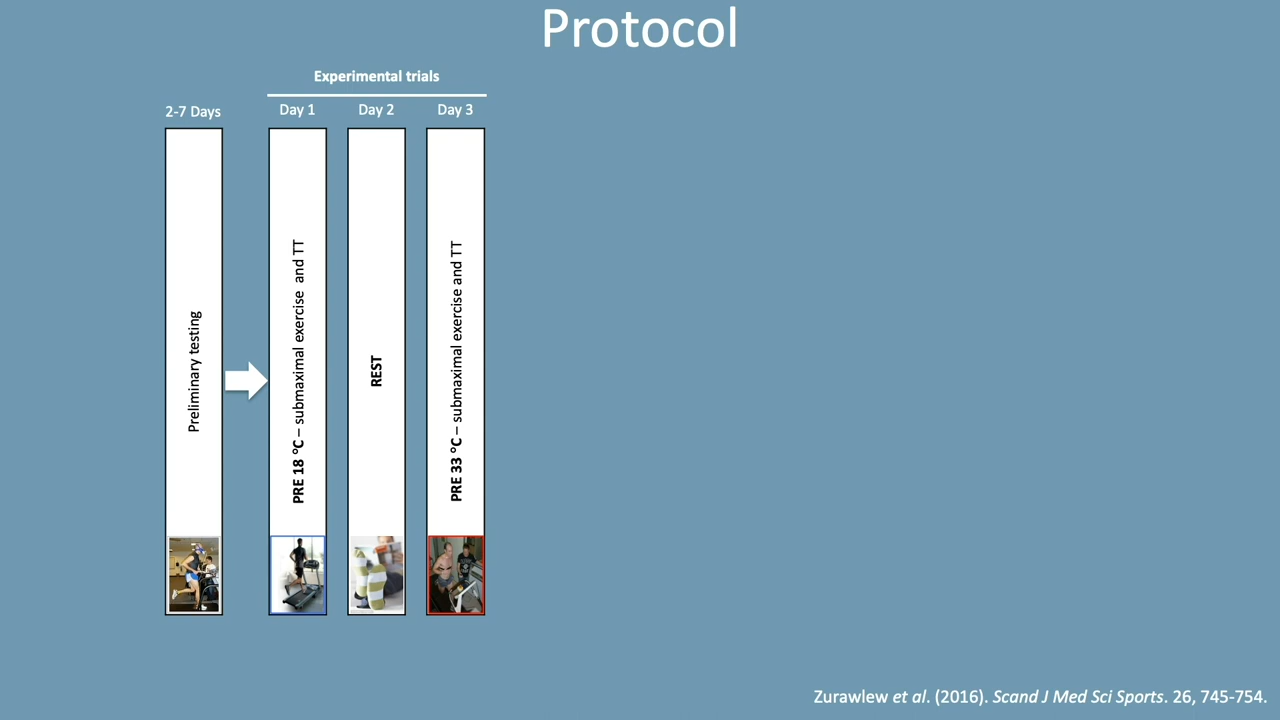 Protocol
Experimental trials
2-7 Days
Day 1
Day 2
Day 3
Preliminary testing
PRE 18 °C – submaximal exercise and TT
REST
PRE 33 °C – submaximal exercise and TT
Zurawlew et al. (2016). Scand J Med Sci Sports. 26, 745-754.